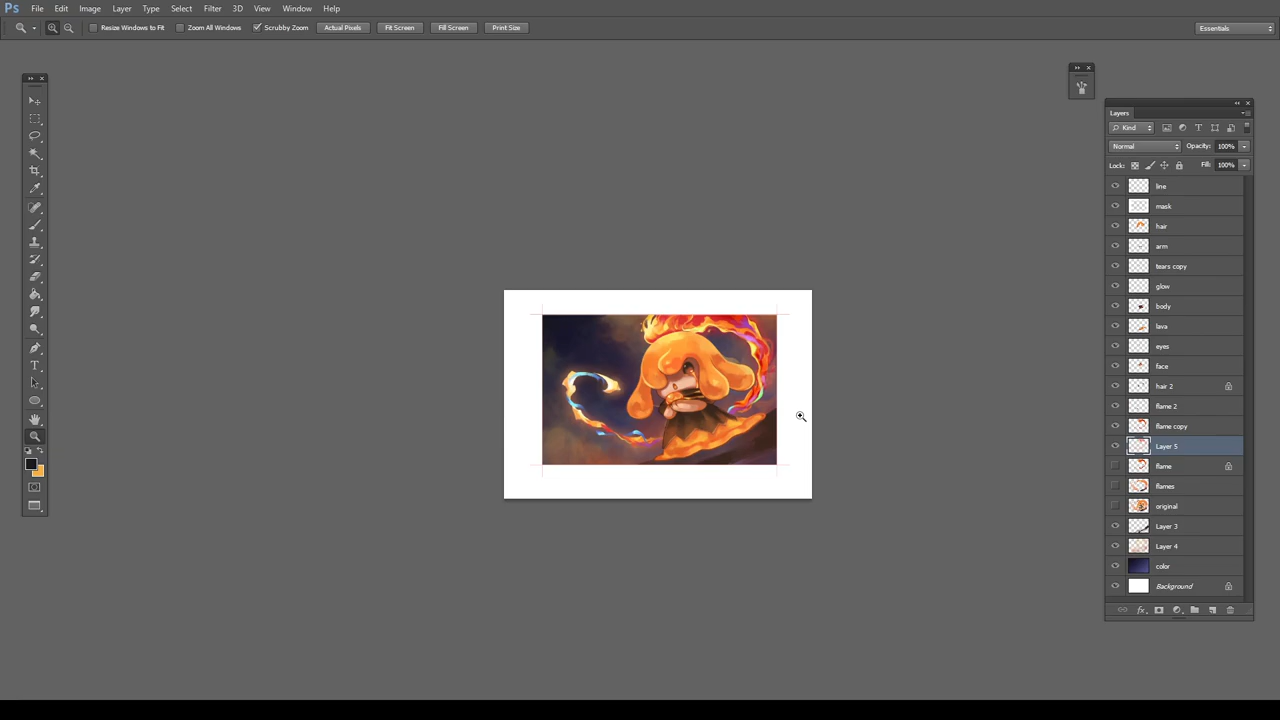 Ps File Edit Image Layer Type Select Filter 3D View Window Help
Resize Windows to Fit Zoom All Windows Scrubby Zoom Actual Pixels Fit Screen Fill Screen Print Size Essentials
Layers
Kind
Normal Opacity: 100%
Lock: Fill: 100%
line
mask
hair
arm
tears copy
glow
body
lava
eyes
face
hair 2
flame 2
flame copy
Layer 5
flame
flames
original
Layer 3
Layer 4
color
Background